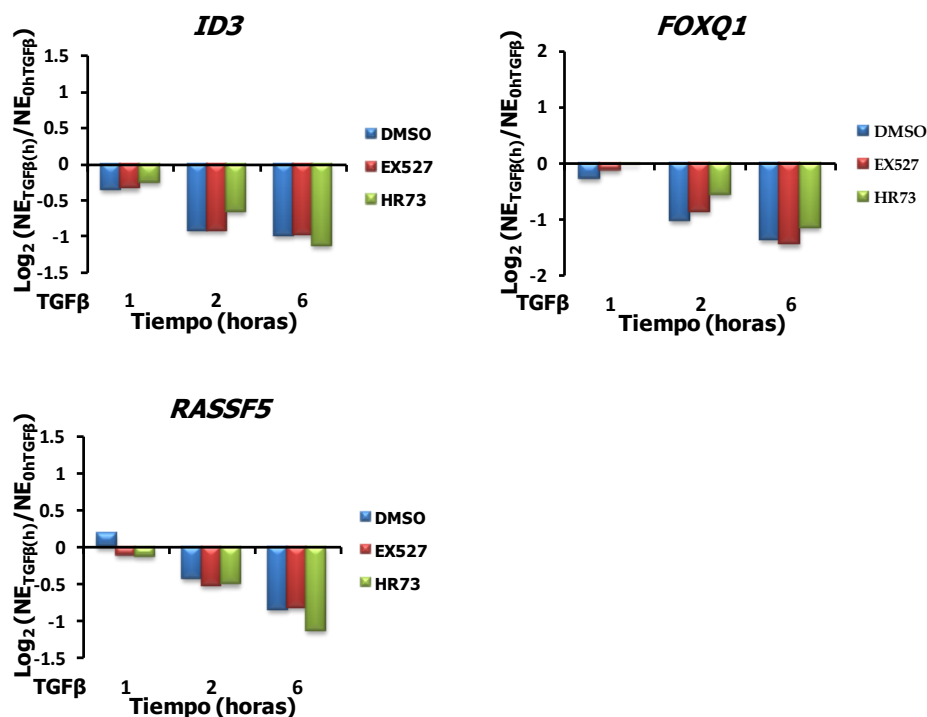 ID3
Log2 (NETGFβ(h)/NE0hTGFβ)
1.5
1
0.5
0
-0.5
-1
-1.5
DMSO
EX527
HR73
TGFβ 1 2 6
Tiempo (horas)
FOXQ1
Log2 (NETGFβ(h)/NE0hTGFβ)
2
1
0
-1
-2
DMSO
EX527
HR73
TGFβ 1 2 6
Tiempo (horas)
RASSF5
Log2 (NETGFβ(h)/NE0hTGFβ)
1.5
1
0.5
0
-0.5
-1
-1.5
DMSO
EX527
HR73
TGFβ 1 2 6
Tiempo (horas)